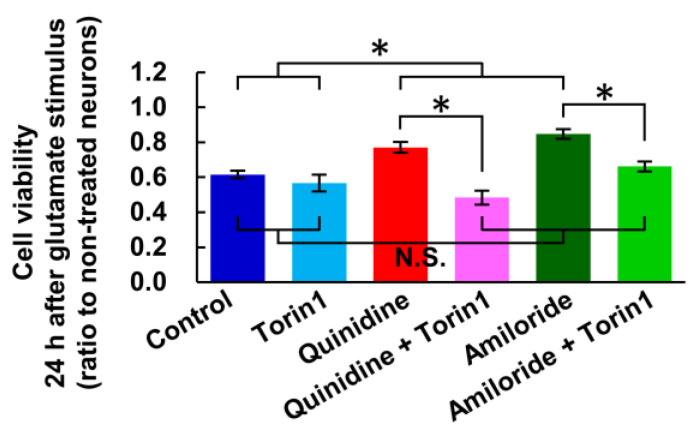 Cell viability
24 h after glutamate stimulus
(ratio to non-treated neurons)
1.2
1.0
0.8
0.6
0.4
0.2
0.0
*
*
*
N.S.
Control
Torin1
Quinidine
Quinidine + Torin1
Amiloride
Amiloride + Torin1